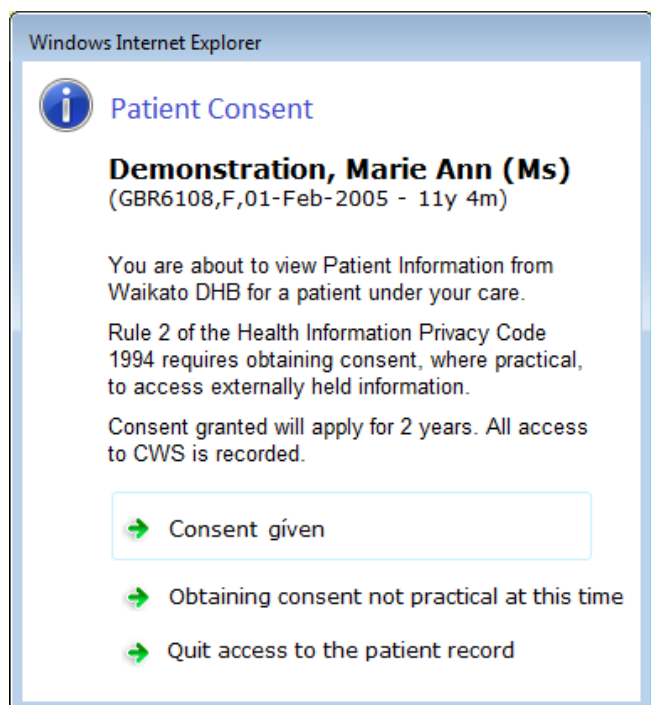 Windows Internet Explorer
Patient Consent
Demonstration, Marie Ann (Ms)
(GBR6108,F,01-Feb-2005 - 11y 4m)
You are about to view Patient Information from
Waikato DHB for a patient under your care.
Rule 2 of the Health Information Privacy Code
1994 requires obtaining consent, where practical,
to access externally held information.
Consent granted will apply for 2 years. All access
to CWS is recorded.
Consent given
Obtaining consent not practical at this time
Quit access to the patient record